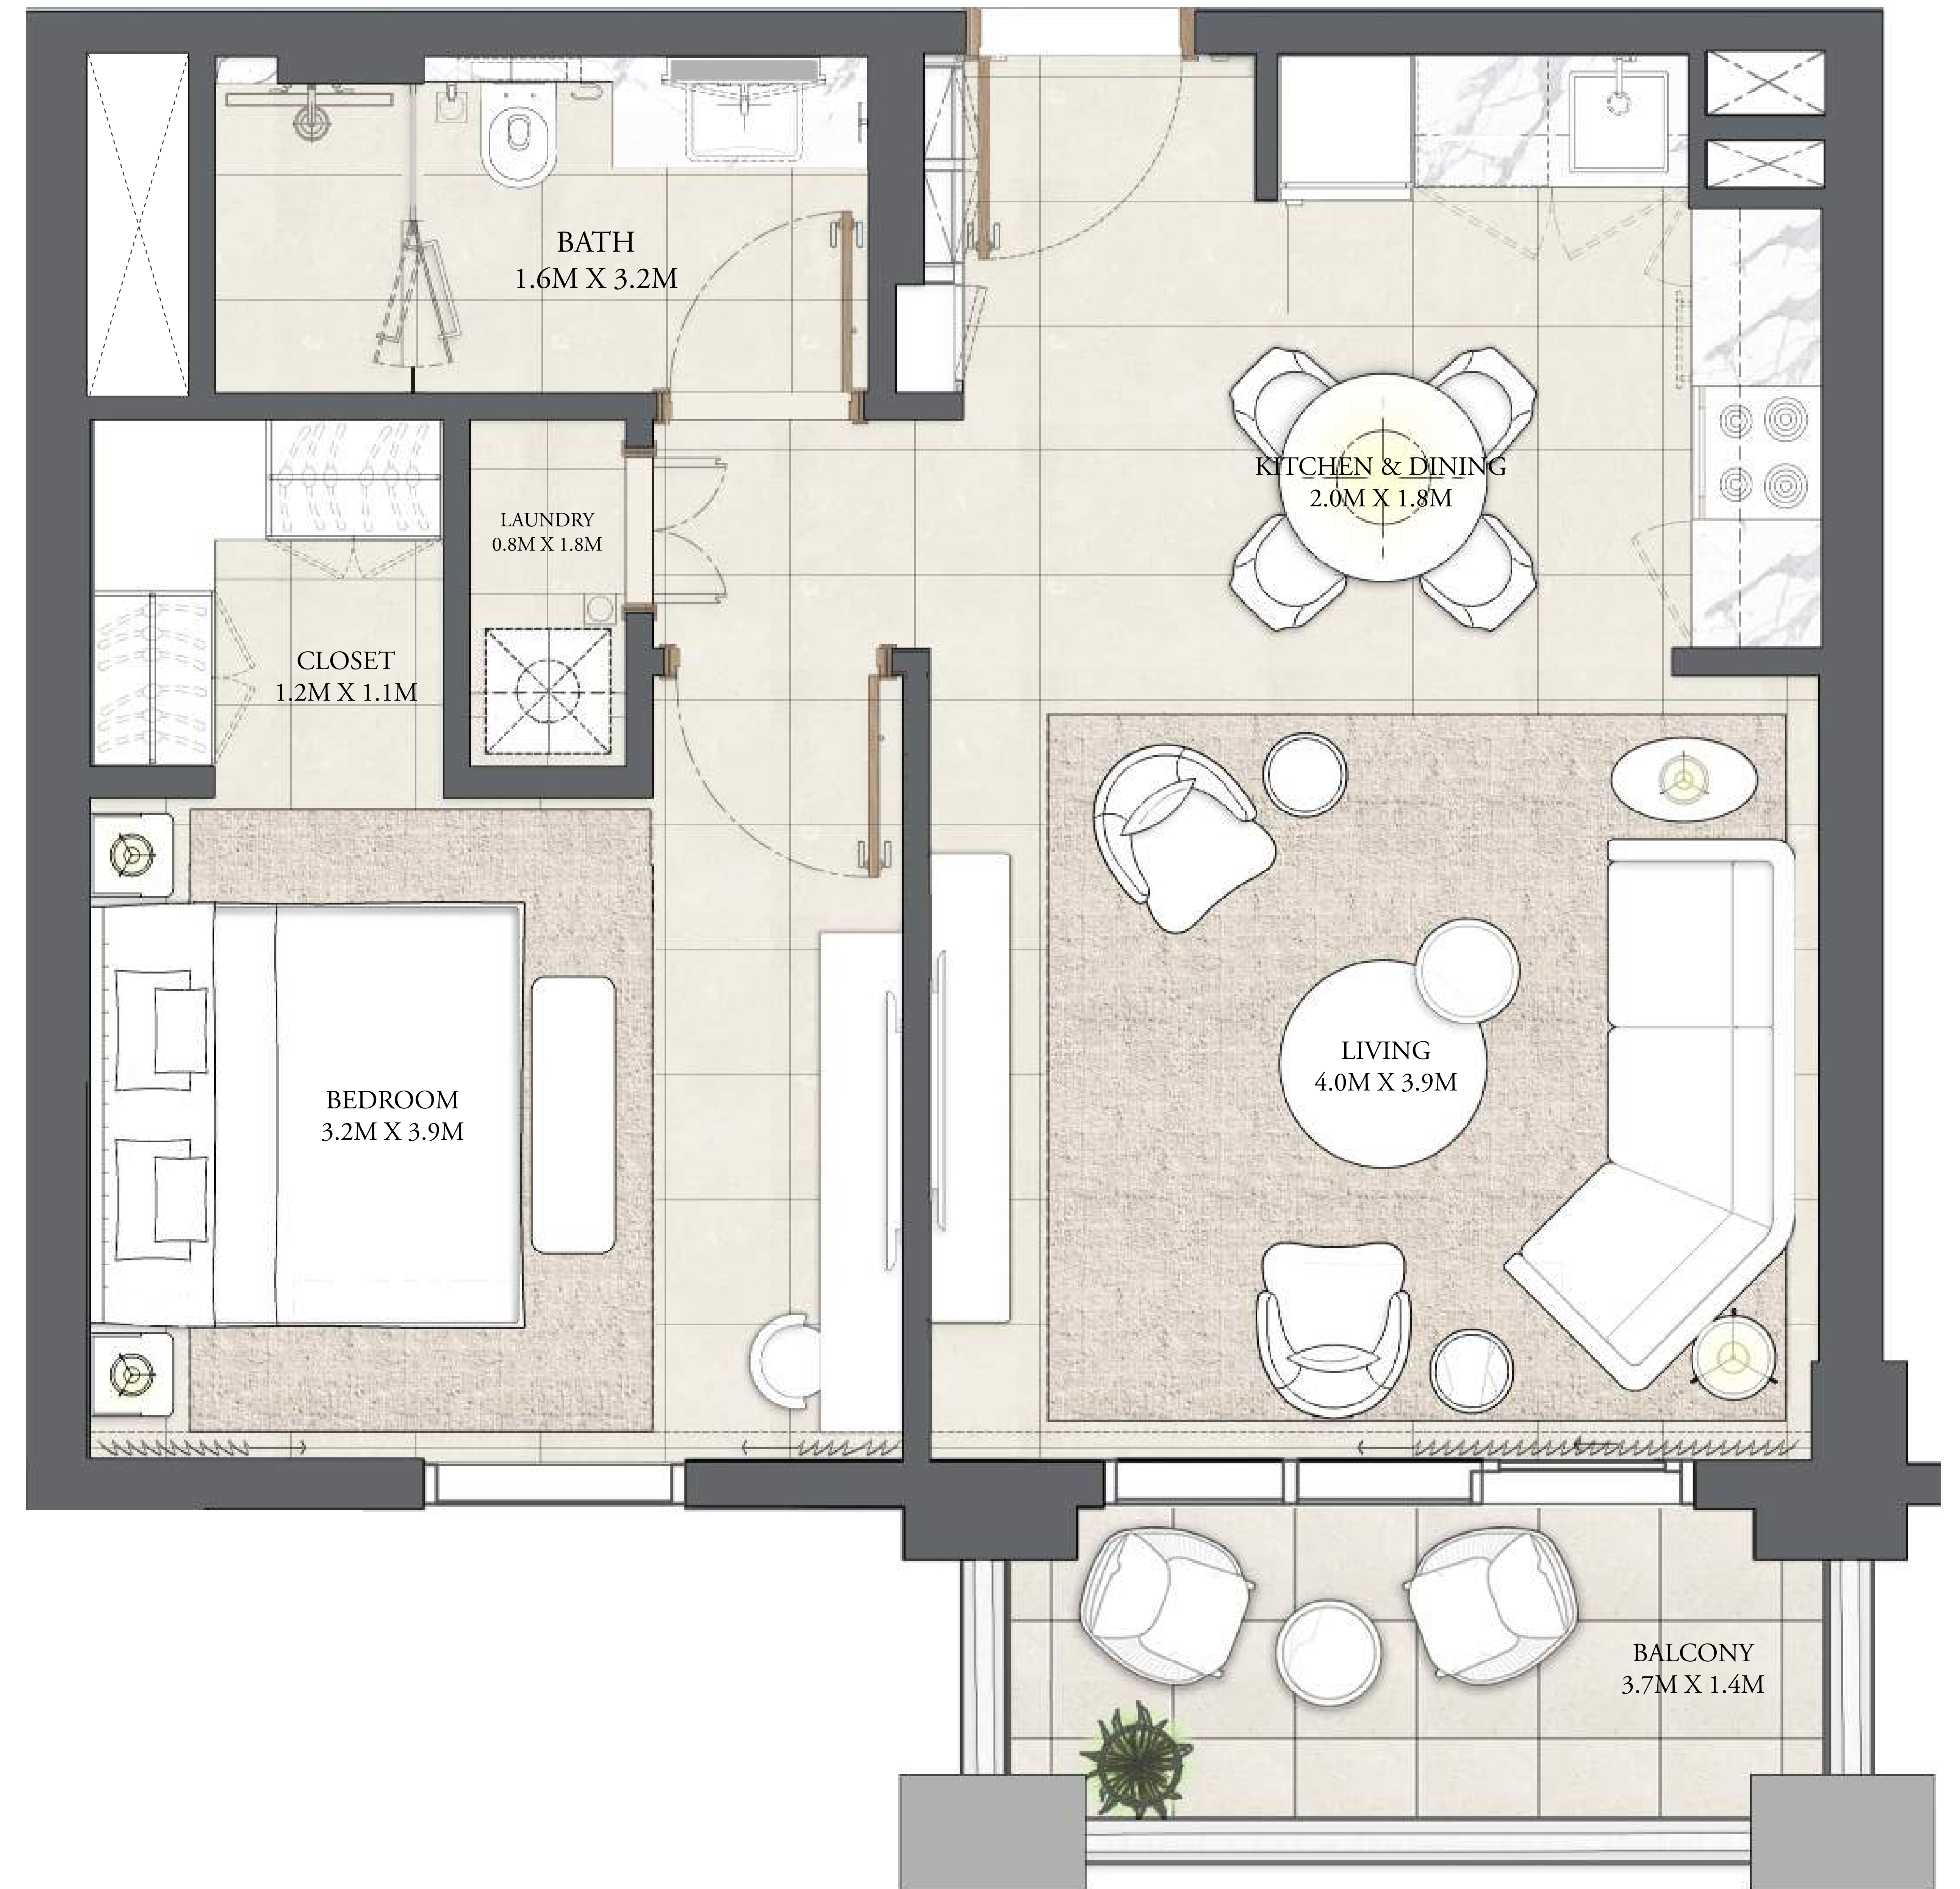 BATH
1.6M X 3.2M
KITCHEN & DINING
2.0M X 1.8M
LAUNDRY
0.8M X 1.8M
CLOSET
1.2M X 1.1M
LIVING
4.0M X 3.9M
BEDROOM
3.2M X 3.9M
BALCONY
3.7M X 1.4M